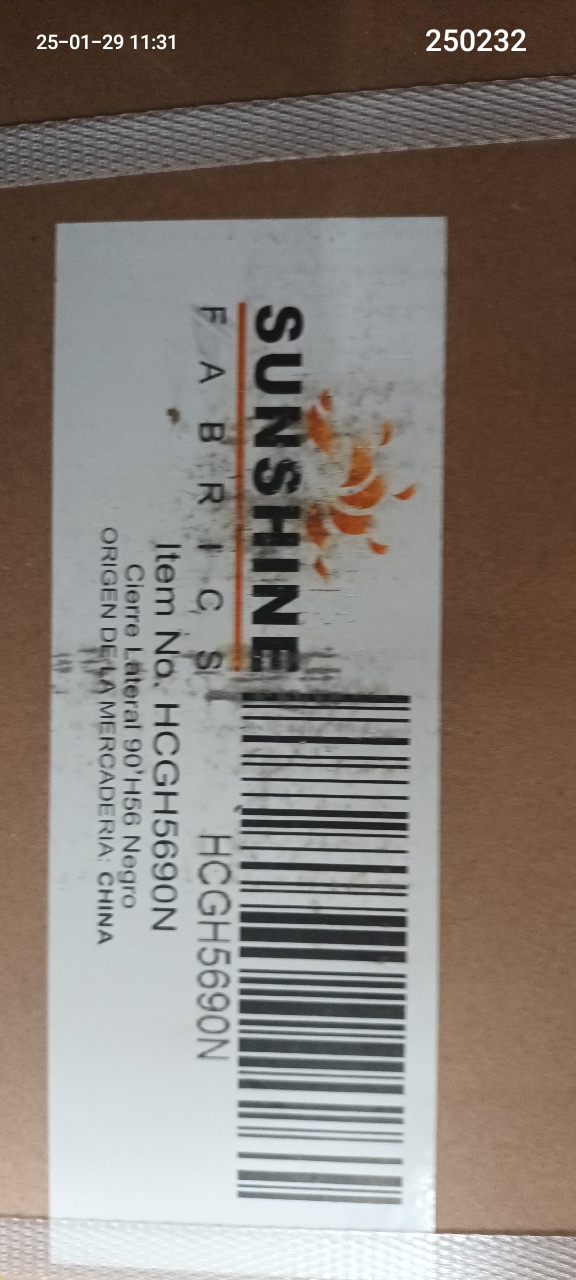 25-01-29 11:31
250232
SUNSHINE
FABRICS
HCGH5690N
Item No. HCGH5690N
Cierre Lateral 90'H56 Negro
ORIGEN DE LA MERCADERIA: CHINA